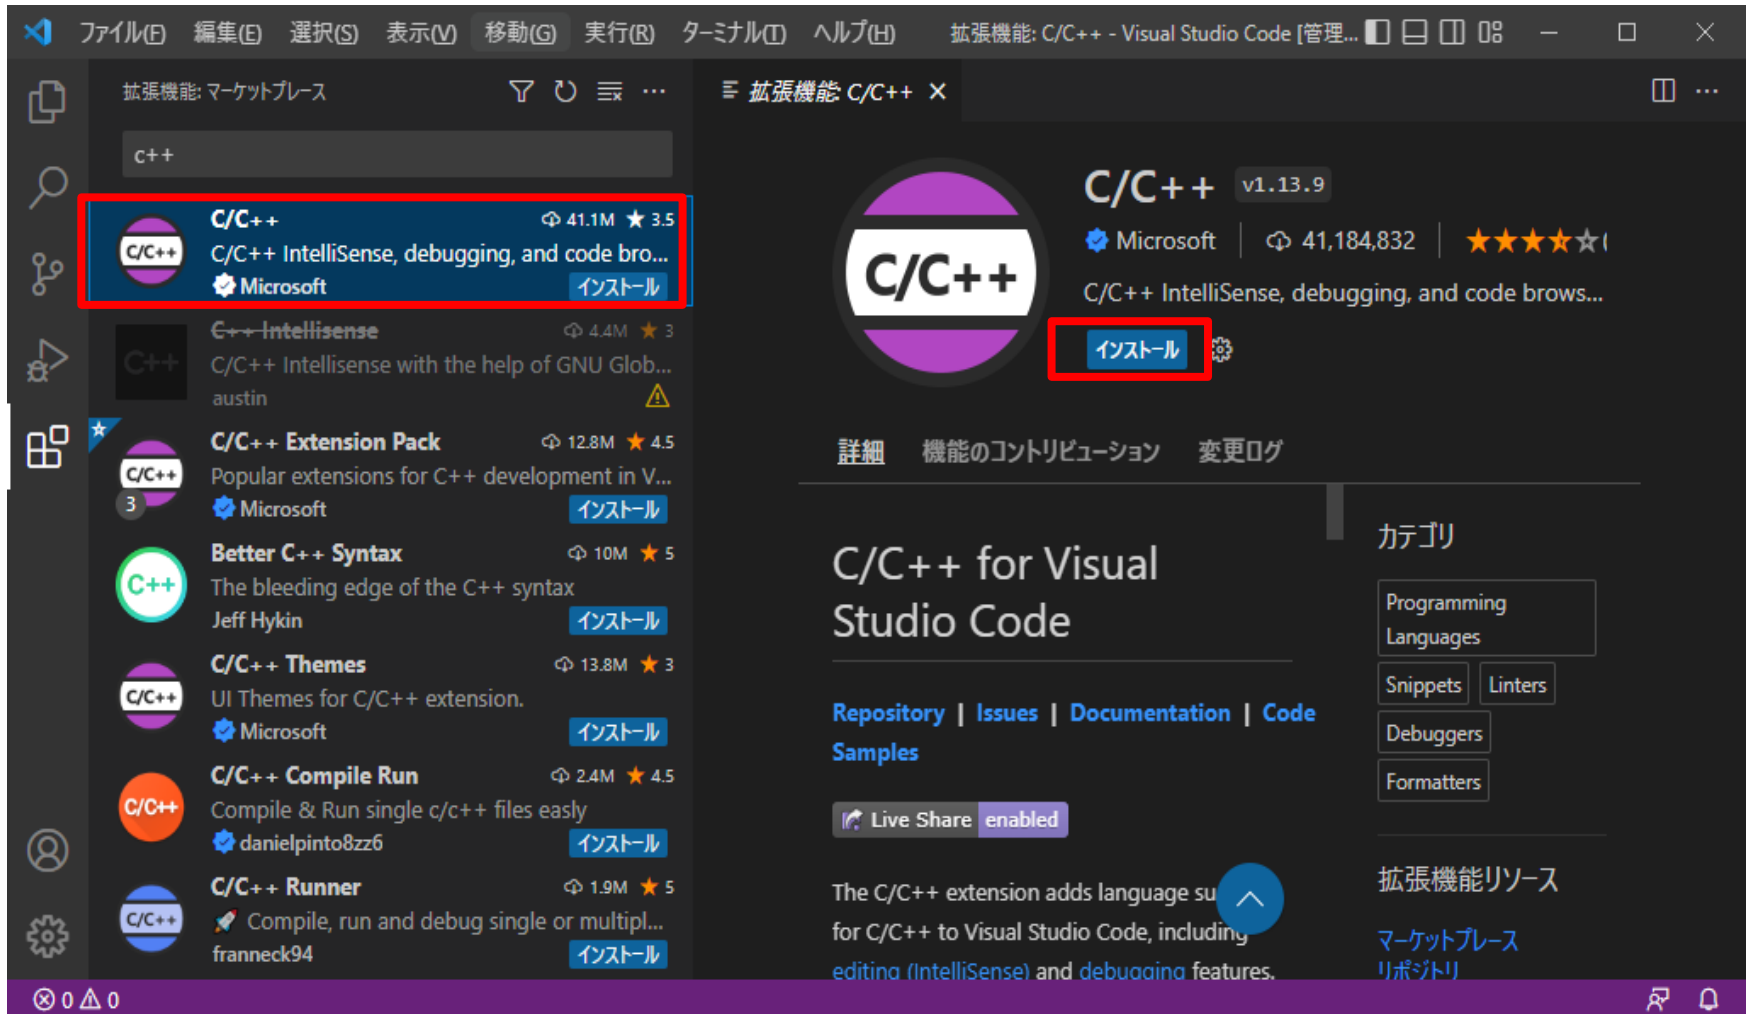 ファイル(F) 編集(E) 選択(S) 表示(V) 移動(G) 実行(R) ターミナル(T) ヘルプ(H) 拡張機能: C/C++ - Visual Studio Code [管理...
拡張機能: マーケットプレース
c++
C/C++ 41.1M ★ 3.5
C/C++ IntelliSense, debugging, and code bro...
Microsoft インストール
C++ Intellisense 4.4M ★ 3
C/C++ Intellisense with the help of GNU Glob...
austin
C/C++ Extension Pack 12.8M ★ 4.5
Popular extensions for C++ development in V...
Microsoft インストール
3
Better C++ Syntax 10M ★ 5
The bleeding edge of the C++ syntax
Jeff Hykin インストール
C/C++ Themes 13.8M ★ 3
UI Themes for C/C++ extension.
Microsoft インストール
C/C++ Compile Run 2.4M ★ 4.5
Compile & Run single c/c++ files easly
danielpinto8zz6 インストール
C/C++ Runner 1.9M ★ 5
🚀 Compile, run and debug single or multipl...
franneck94 インストール
C/C++
C++
C/C++
C++
C/C++
C/C++
C/C++
拡張機能: C/C++
C/C++
C/C++ v1.13.9
Microsoft 41,184,832 ★★★★☆(
C/C++ IntelliSense, debugging, and code brows...
インストール
詳細 機能のコントリビューション 変更ログ
C/C++ for Visual
Studio Code
Repository | Issues | Documentation | Code
Samples
Live Share enabled
The C/C++ extension adds language su
for C/C++ to Visual Studio Code, including
editing (IntelliSense) and debugging features.
カテゴリ
Programming
Languages
Snippets Linters
Debuggers
Formatters
拡張機能リソース
マーケットプレース
リポジトリ
0 0